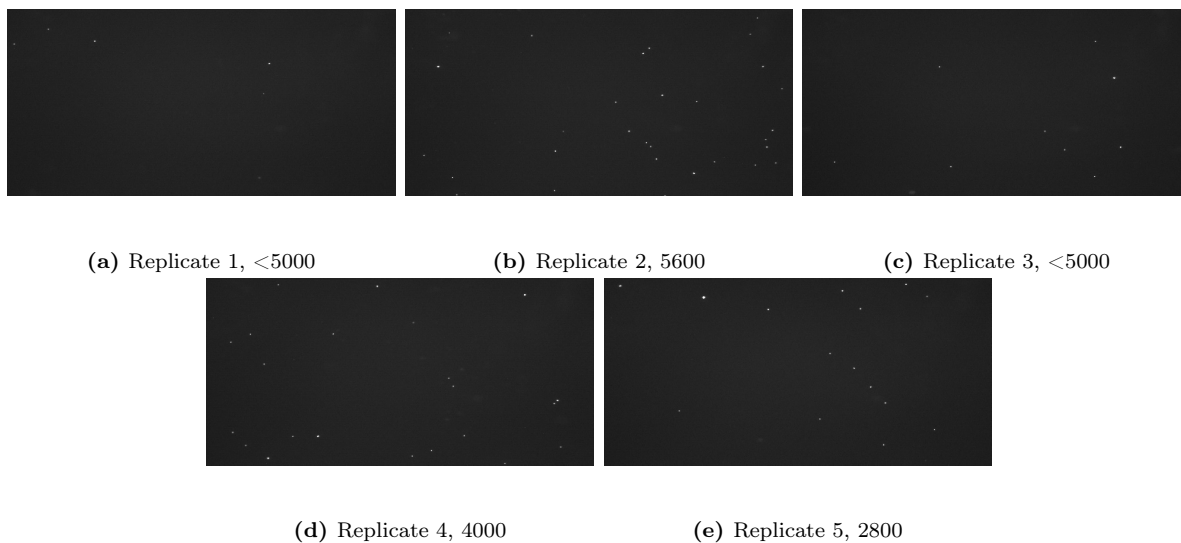 (a) Replicate 1, <5000
(b) Replicate 2, 5600
(c) Replicate 3, <5000
(d) Replicate 4, 4000
(e) Replicate 5, 2800